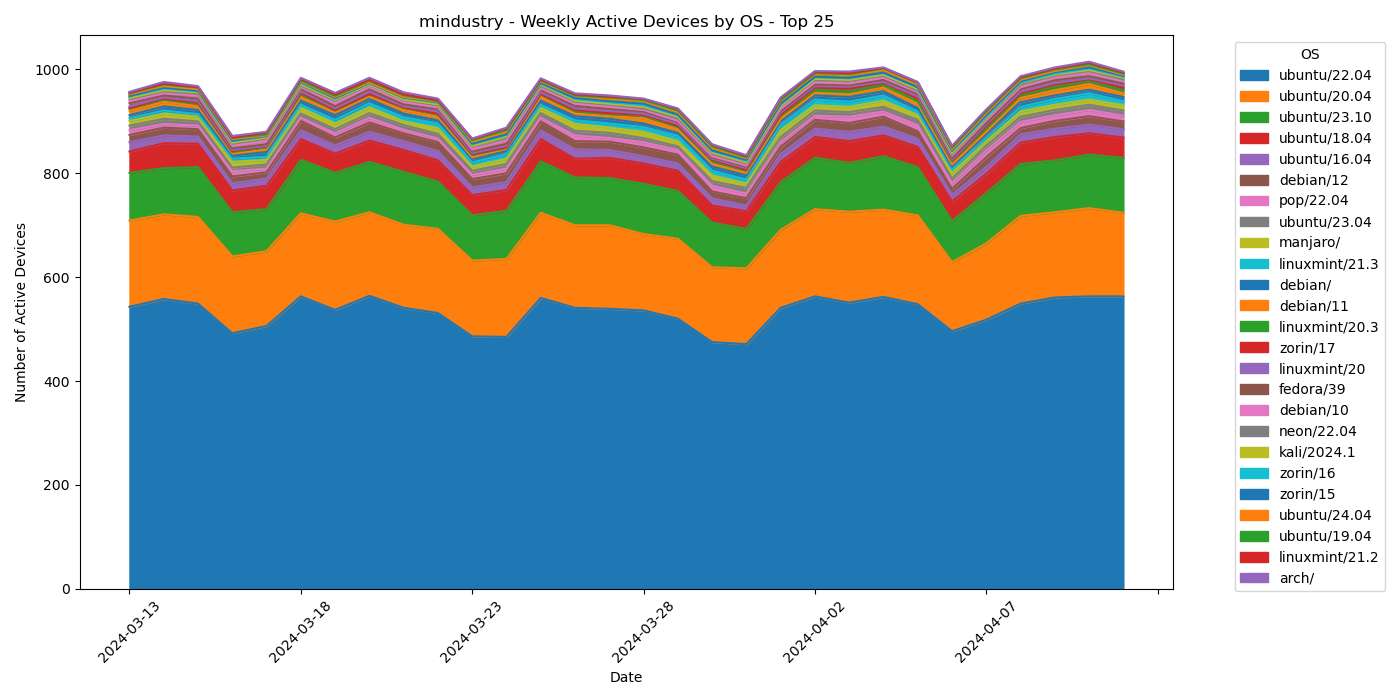 mindustry - Weekly Active Devices by OS - Top 25
Number of Active Devices
1000
800
600
400
200
0
2024-03-13
2024-03-18
2024-03-23
2024-03-28
2024-04-02
2024-04-07
Date
OS
ubuntu/22.04
ubuntu/20.04
ubuntu/23.10
ubuntu/18.04
ubuntu/16.04
debian/12
pop/22.04
ubuntu/23.04
manjaro/
linuxmint/21.3
debian/
debian/11
linuxmint/20.3
zorin/17
linuxmint/20
fedora/39
debian/10
neon/22.04
kali/2024.1
zorin/16
zorin/15
ubuntu/24.04
ubuntu/19.04
linuxmint/21.2
arch/